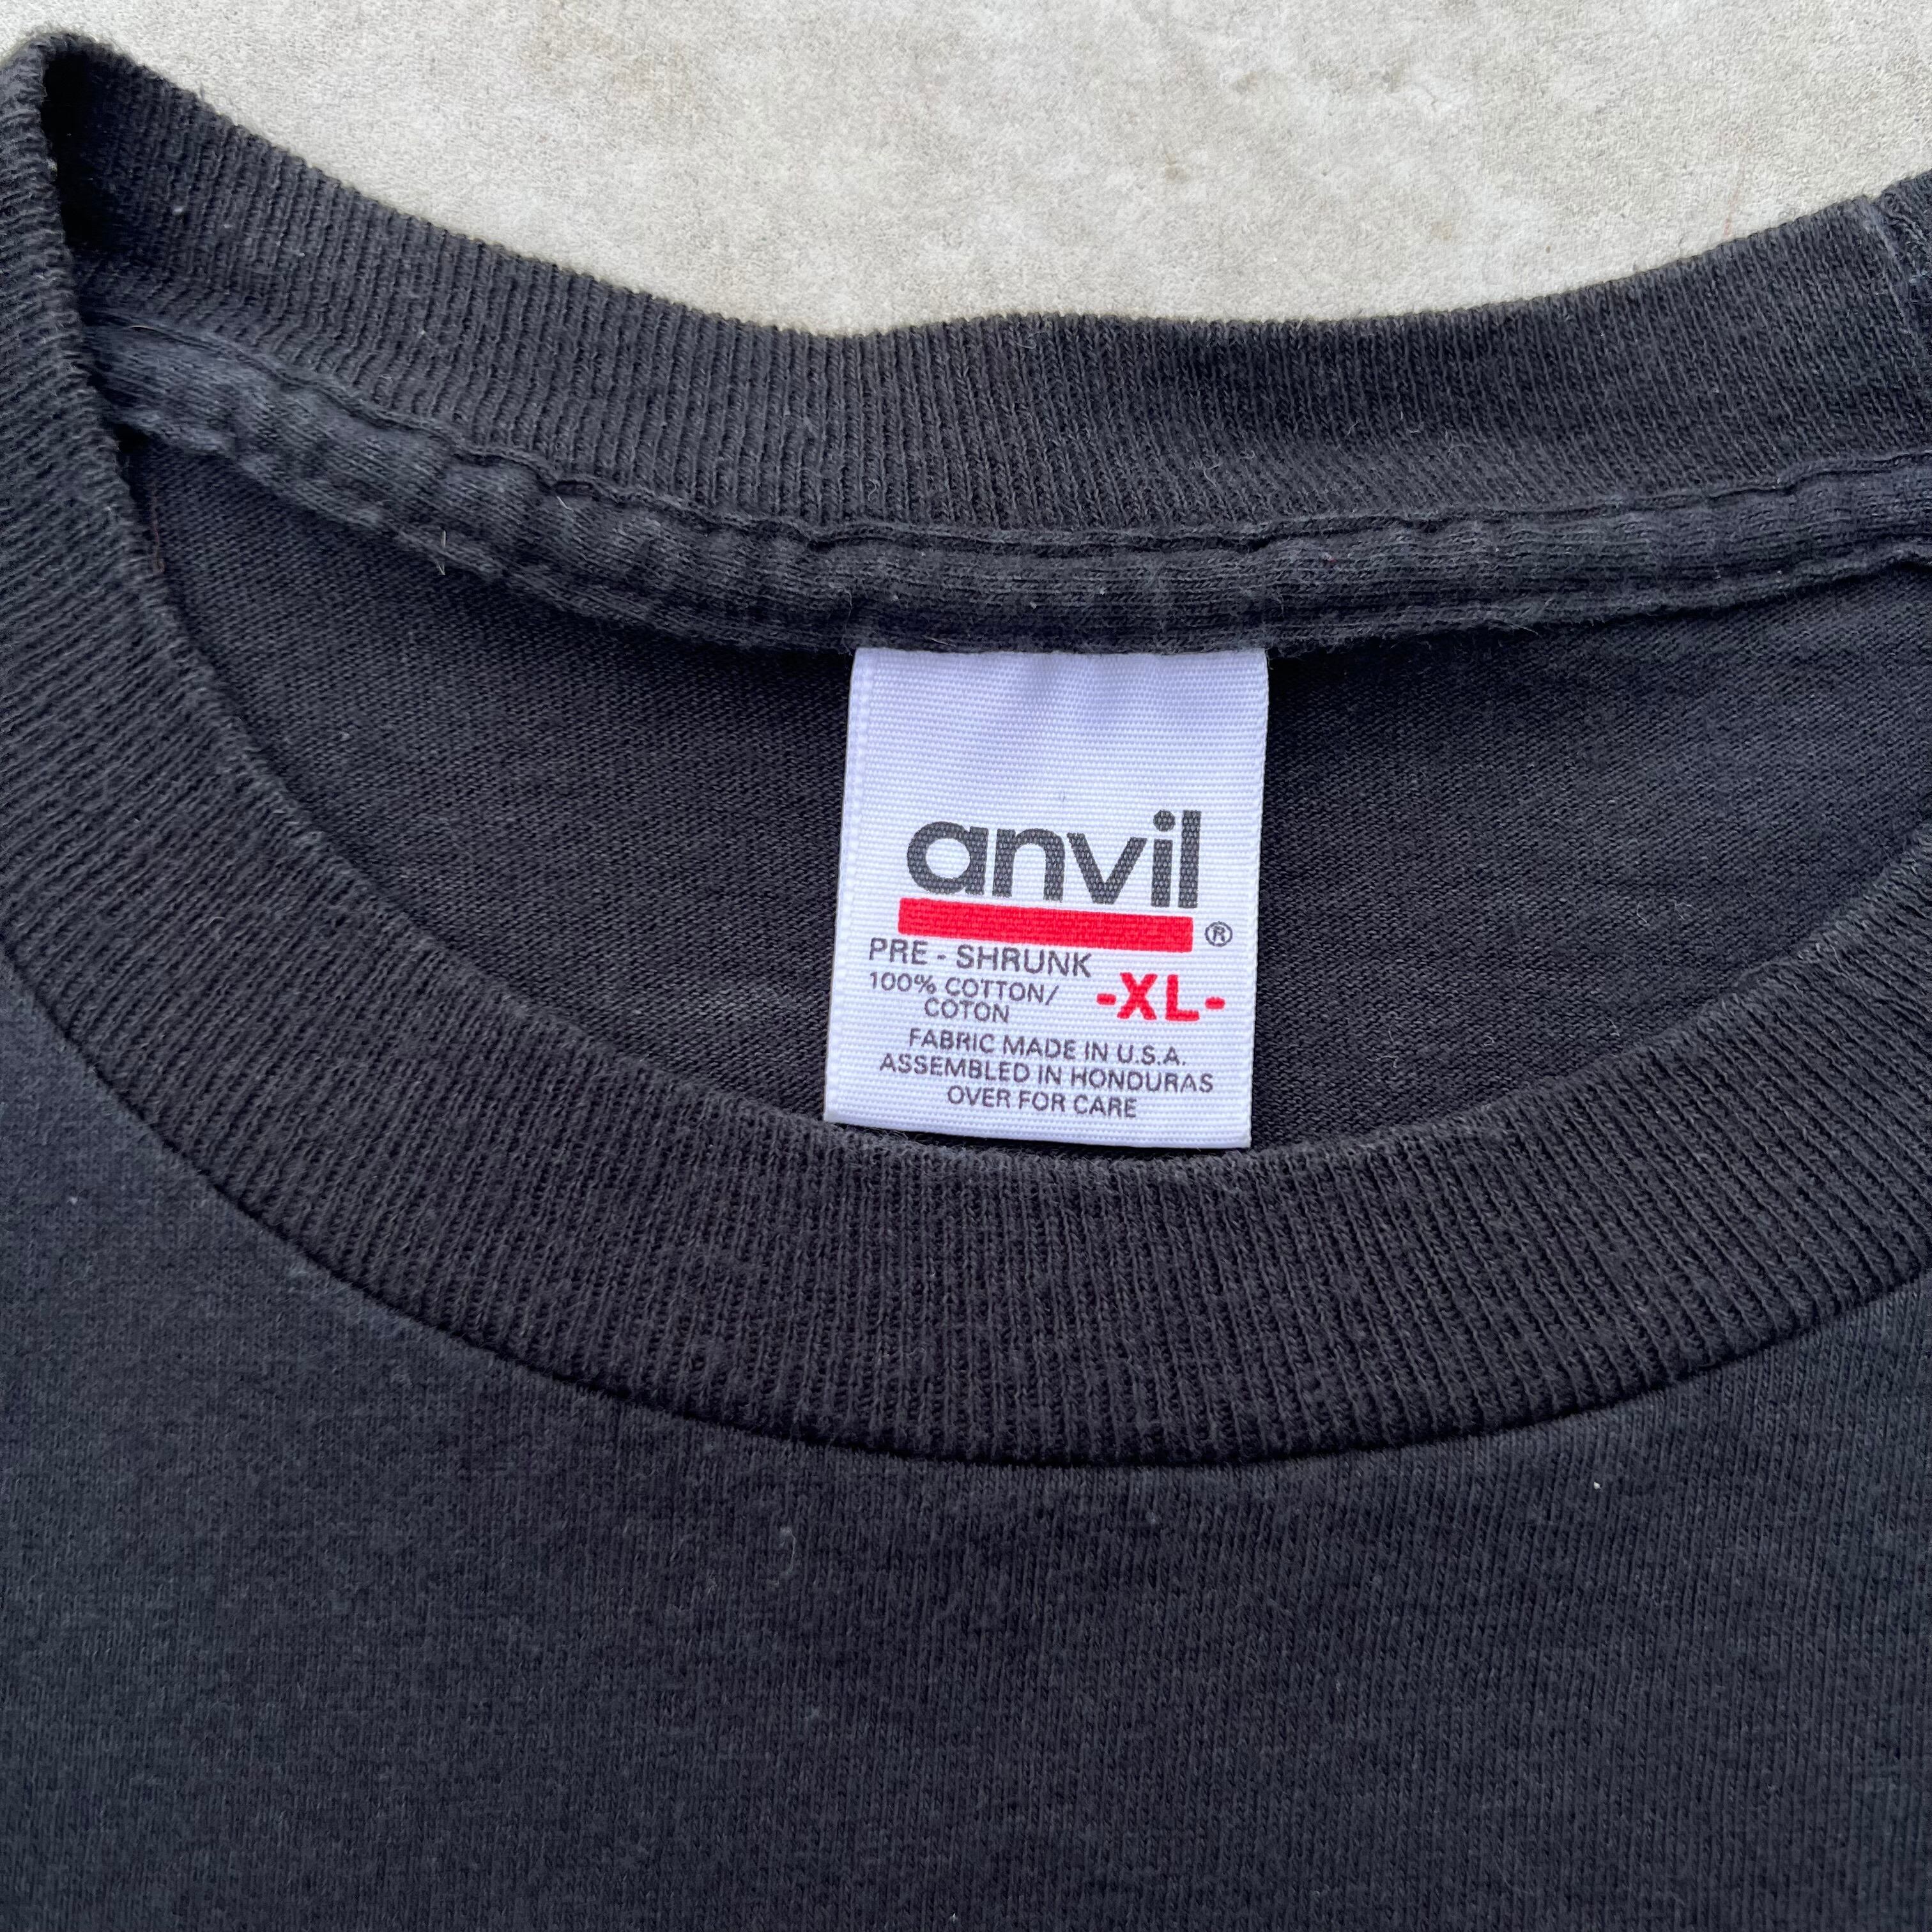 anvil®
PRE - SHRUNK
100% COTTON/
COTON
-XL-
FABRIC MADE IN U.S.A.
ASSEMBLED IN HONDURAS
OVER FOR CARE